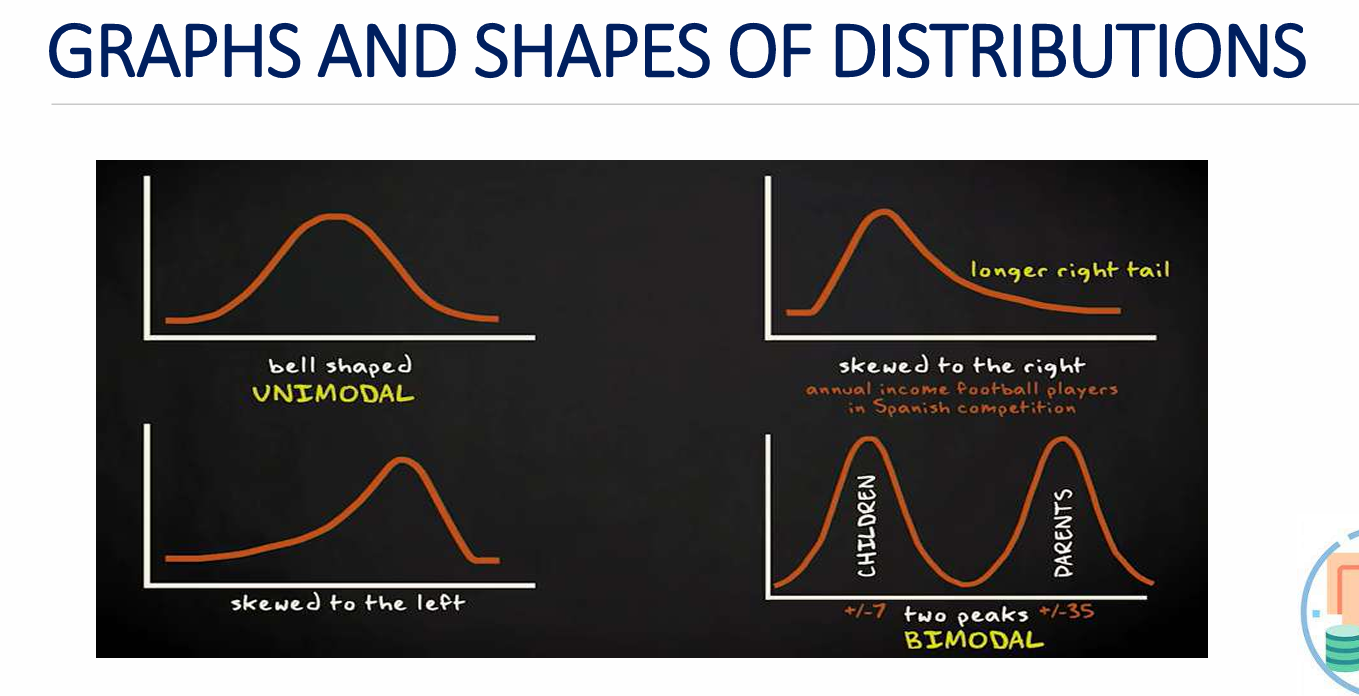 GRAPHS AND SHAPES OF DISTRIBUTIONS
bell shaped
UNIMODAL
longer right tail
skewed to the right
annual income football players
in Spanish competition
skewed to the left
CHILDREN
PARENTS
+/-7 two peaks +/-35
BIMODAL